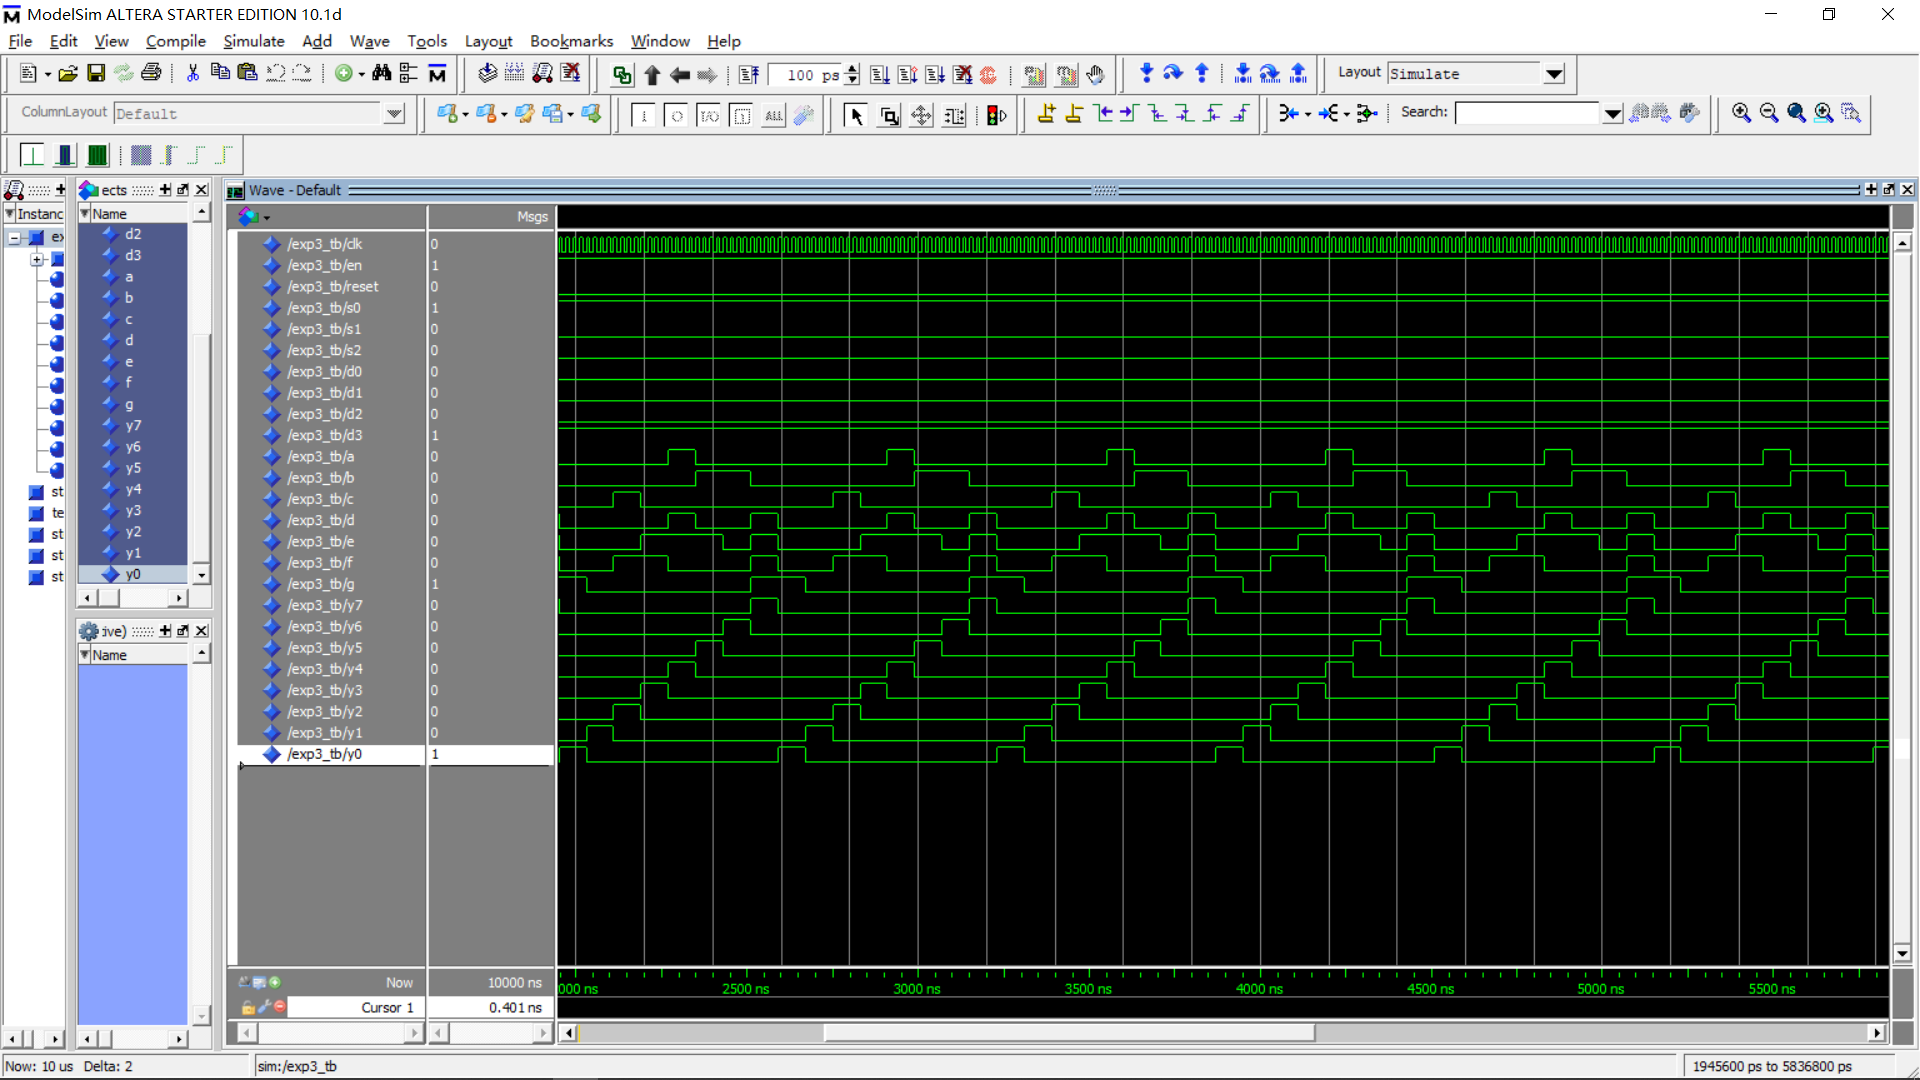 ModelSim ALTERA STARTER EDITION 10.1d
File Edit View Compile Simulate Add Wave Tools Layout Bookmarks Window Help
100 ps
Layout Simulate
ColumnLayout Default
ALL
Search:
Instanc
ex
st
te
st
st
st
ects
Name
d2
d3
a
b
c
d
e
f
g
y7
y6
y5
y4
y3
y2
y1
y0
ive)
Name
Wave - Default
Msgs
/exp3_tb/clk 0
/exp3_tb/en 1
/exp3_tb/reset 0
/exp3_tb/s0 1
/exp3_tb/s1 0
/exp3_tb/s2 0
/exp3_tb/d0 0
/exp3_tb/d1 0
/exp3_tb/d2 0
/exp3_tb/d3 1
/exp3_tb/a 0
/exp3_tb/b 0
/exp3_tb/c 0
/exp3_tb/d 0
/exp3_tb/e 0
/exp3_tb/f 0
/exp3_tb/g 1
/exp3_tb/y7 0
/exp3_tb/y6 0
/exp3_tb/y5 0
/exp3_tb/y4 0
/exp3_tb/y3 0
/exp3_tb/y2 0
/exp3_tb/y1 0
/exp3_tb/y0 1
Now 10000 ns
Cursor 1 0.401 ns
000 ns 2500 ns 3000 ns 3500 ns 4000 ns 4500 ns 5000 ns 5500 ns
Now: 10 us Delta: 2
sim:/exp3_tb
1945600 ps to 5836800 ps